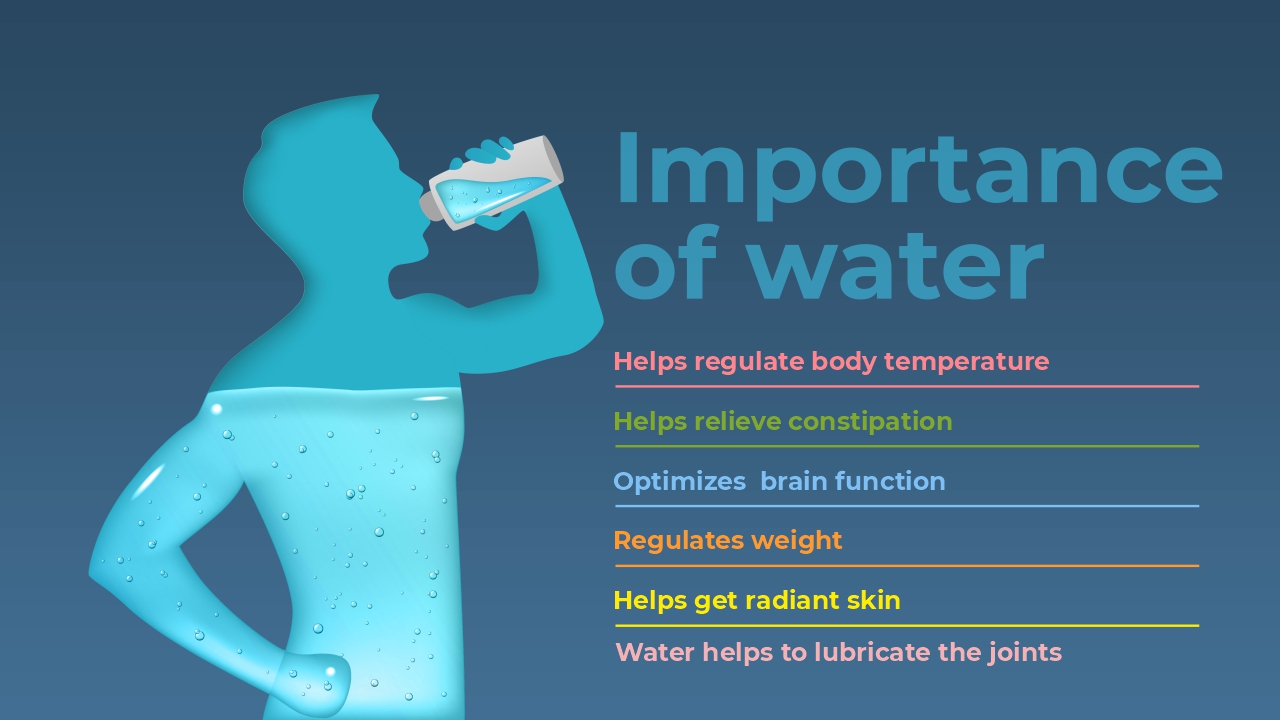 Importance
of water
Helps regulate body temperature
Helps relieve constipation
Optimizes  brain function
Regulates weight
Helps get radiant skin
Water helps to lubricate the joints